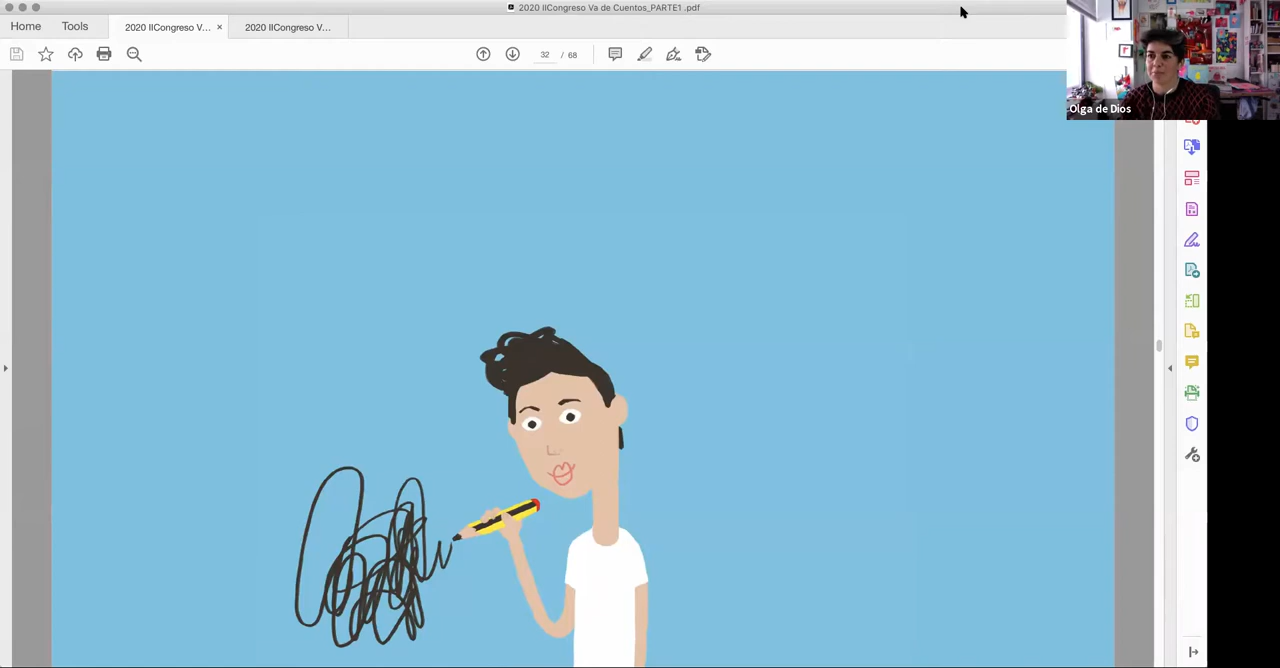 2020 IICongreso Va de Cuentos_PARTE1 .pdf
Home Tools 2020 IICongreso V... × 2020 IICongreso V...
32 / 68
Olga de Dios